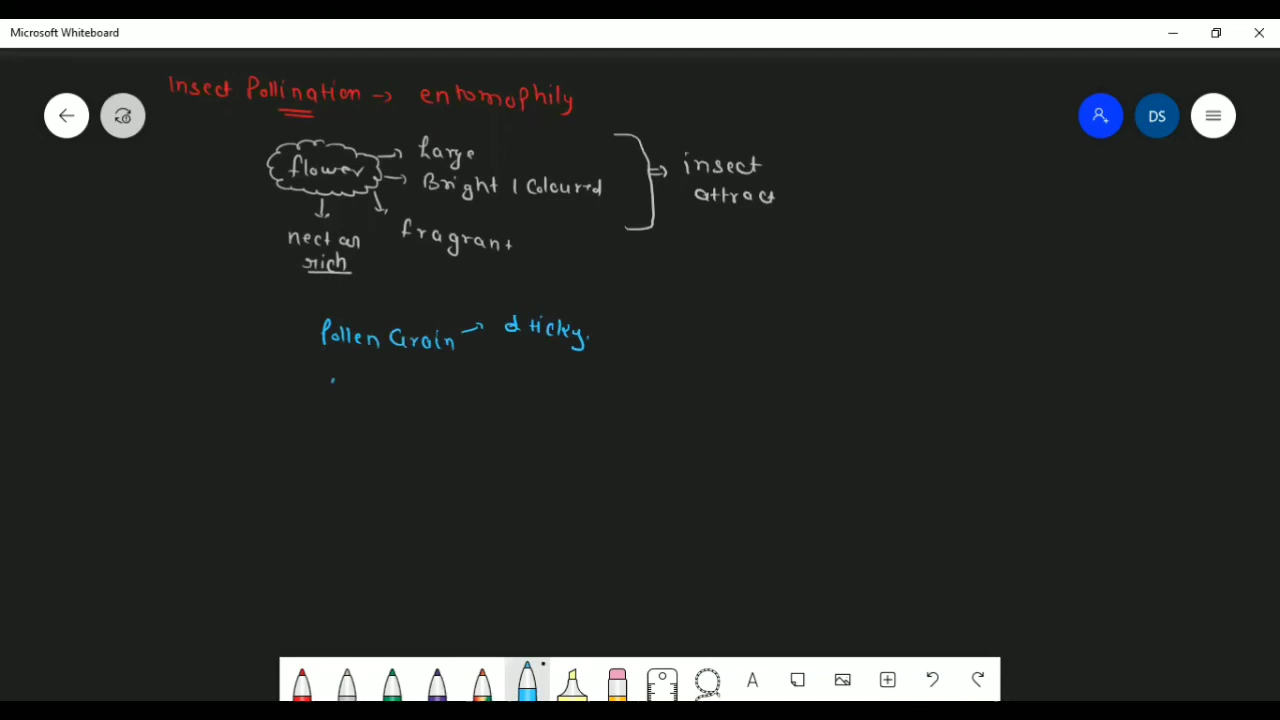 Microsoft Whiteboard
Insect Pollination → entomophily
flower → Large
→ Bright / Coloured
fragrant
nectar
rich
⇒ insect
attract
Pollen Grain → sticky.
DS
A